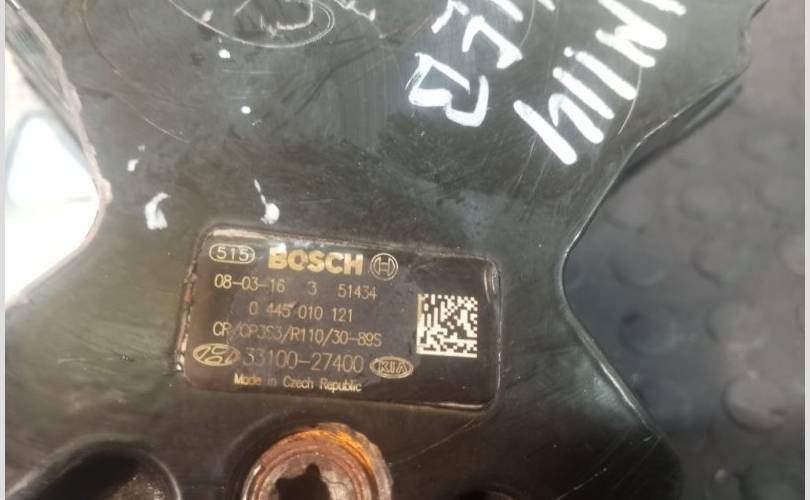 515 BOSCH
08-03-16 3 51434
0 445 010 121
CR/CP3S3/R110/30-89S
33100-27400 KIA
Made in Czech Republic